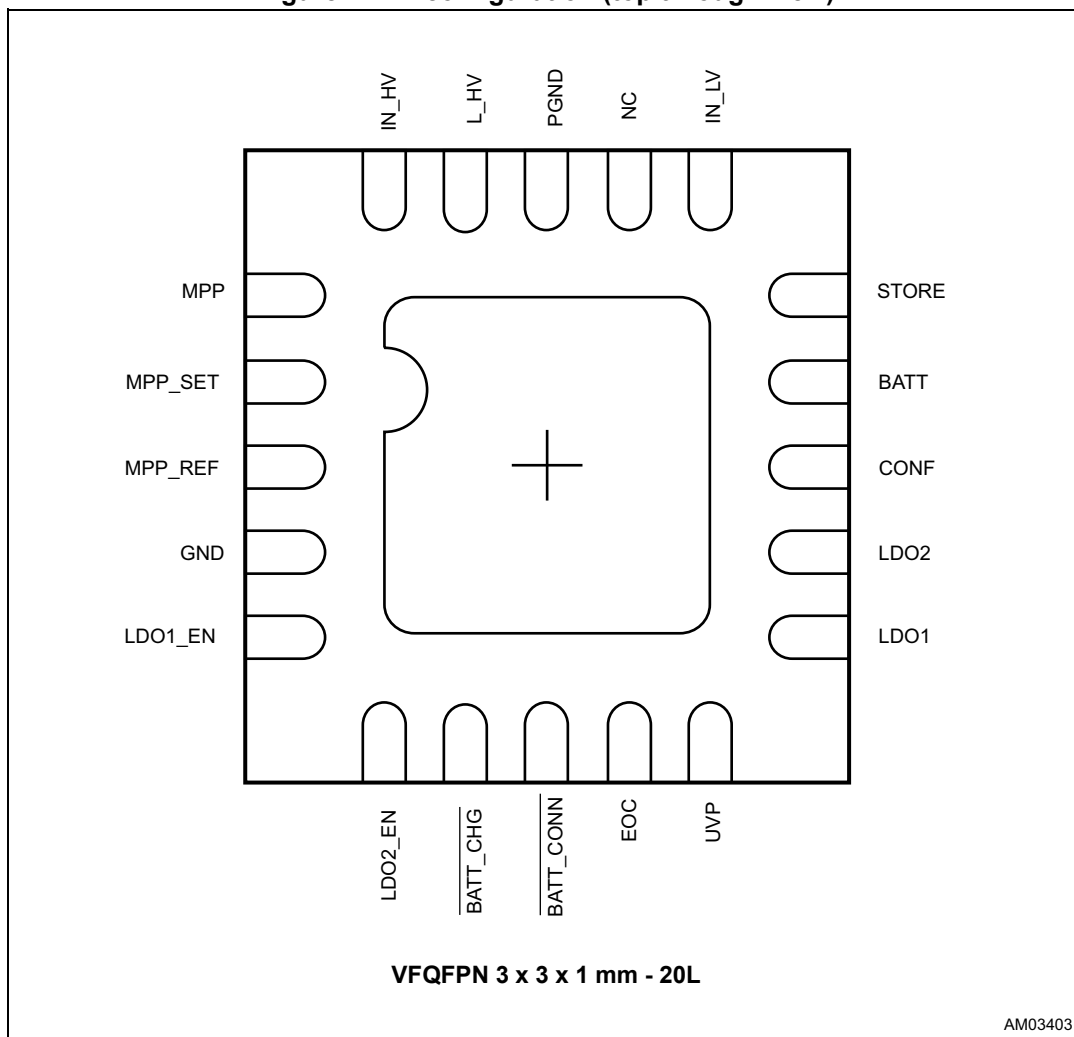 IN_HV
L_HV
PGND
NC
IN_LV
MPP
STORE
MPP_SET
BATT
MPP_REF
CONF
GND
LDO2
LDO1_EN
LDO1
LDO2_EN
BATT_CHG
BATT_CONN
EOC
UVP
VFQFPN 3 x 3 x 1 mm - 20L
AM03403